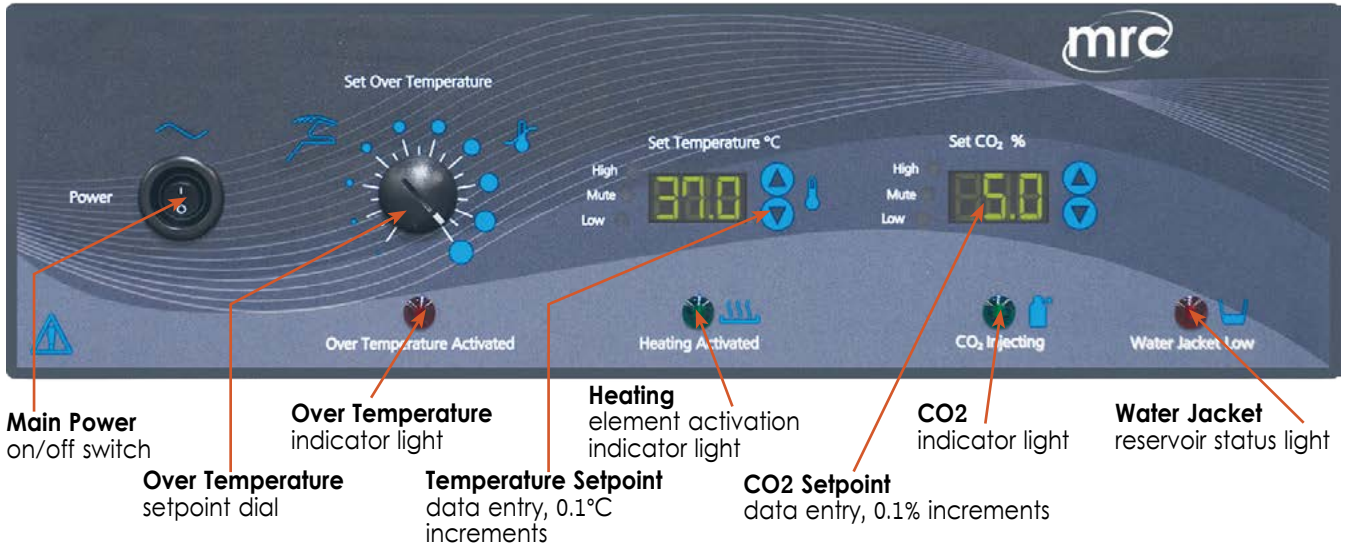 mrc
Set Over Temperature
Set Temperature °C
Set CO₂ %
High
Mute
Low
37.0
High
Mute
Low
5.0
Power
I
O
Over Temperature Activated
Heating Activated
CO₂ Injecting
Water Jacket Low
Main Power
on/off switch
Over Temperature
setpoint dial
Over Temperature
indicator light
Temperature Setpoint
data entry, 0.1°C
increments
Heating
element activation
indicator light
CO2 Setpoint
data entry, 0.1% increments
CO2
indicator light
Water Jacket
reservoir status light